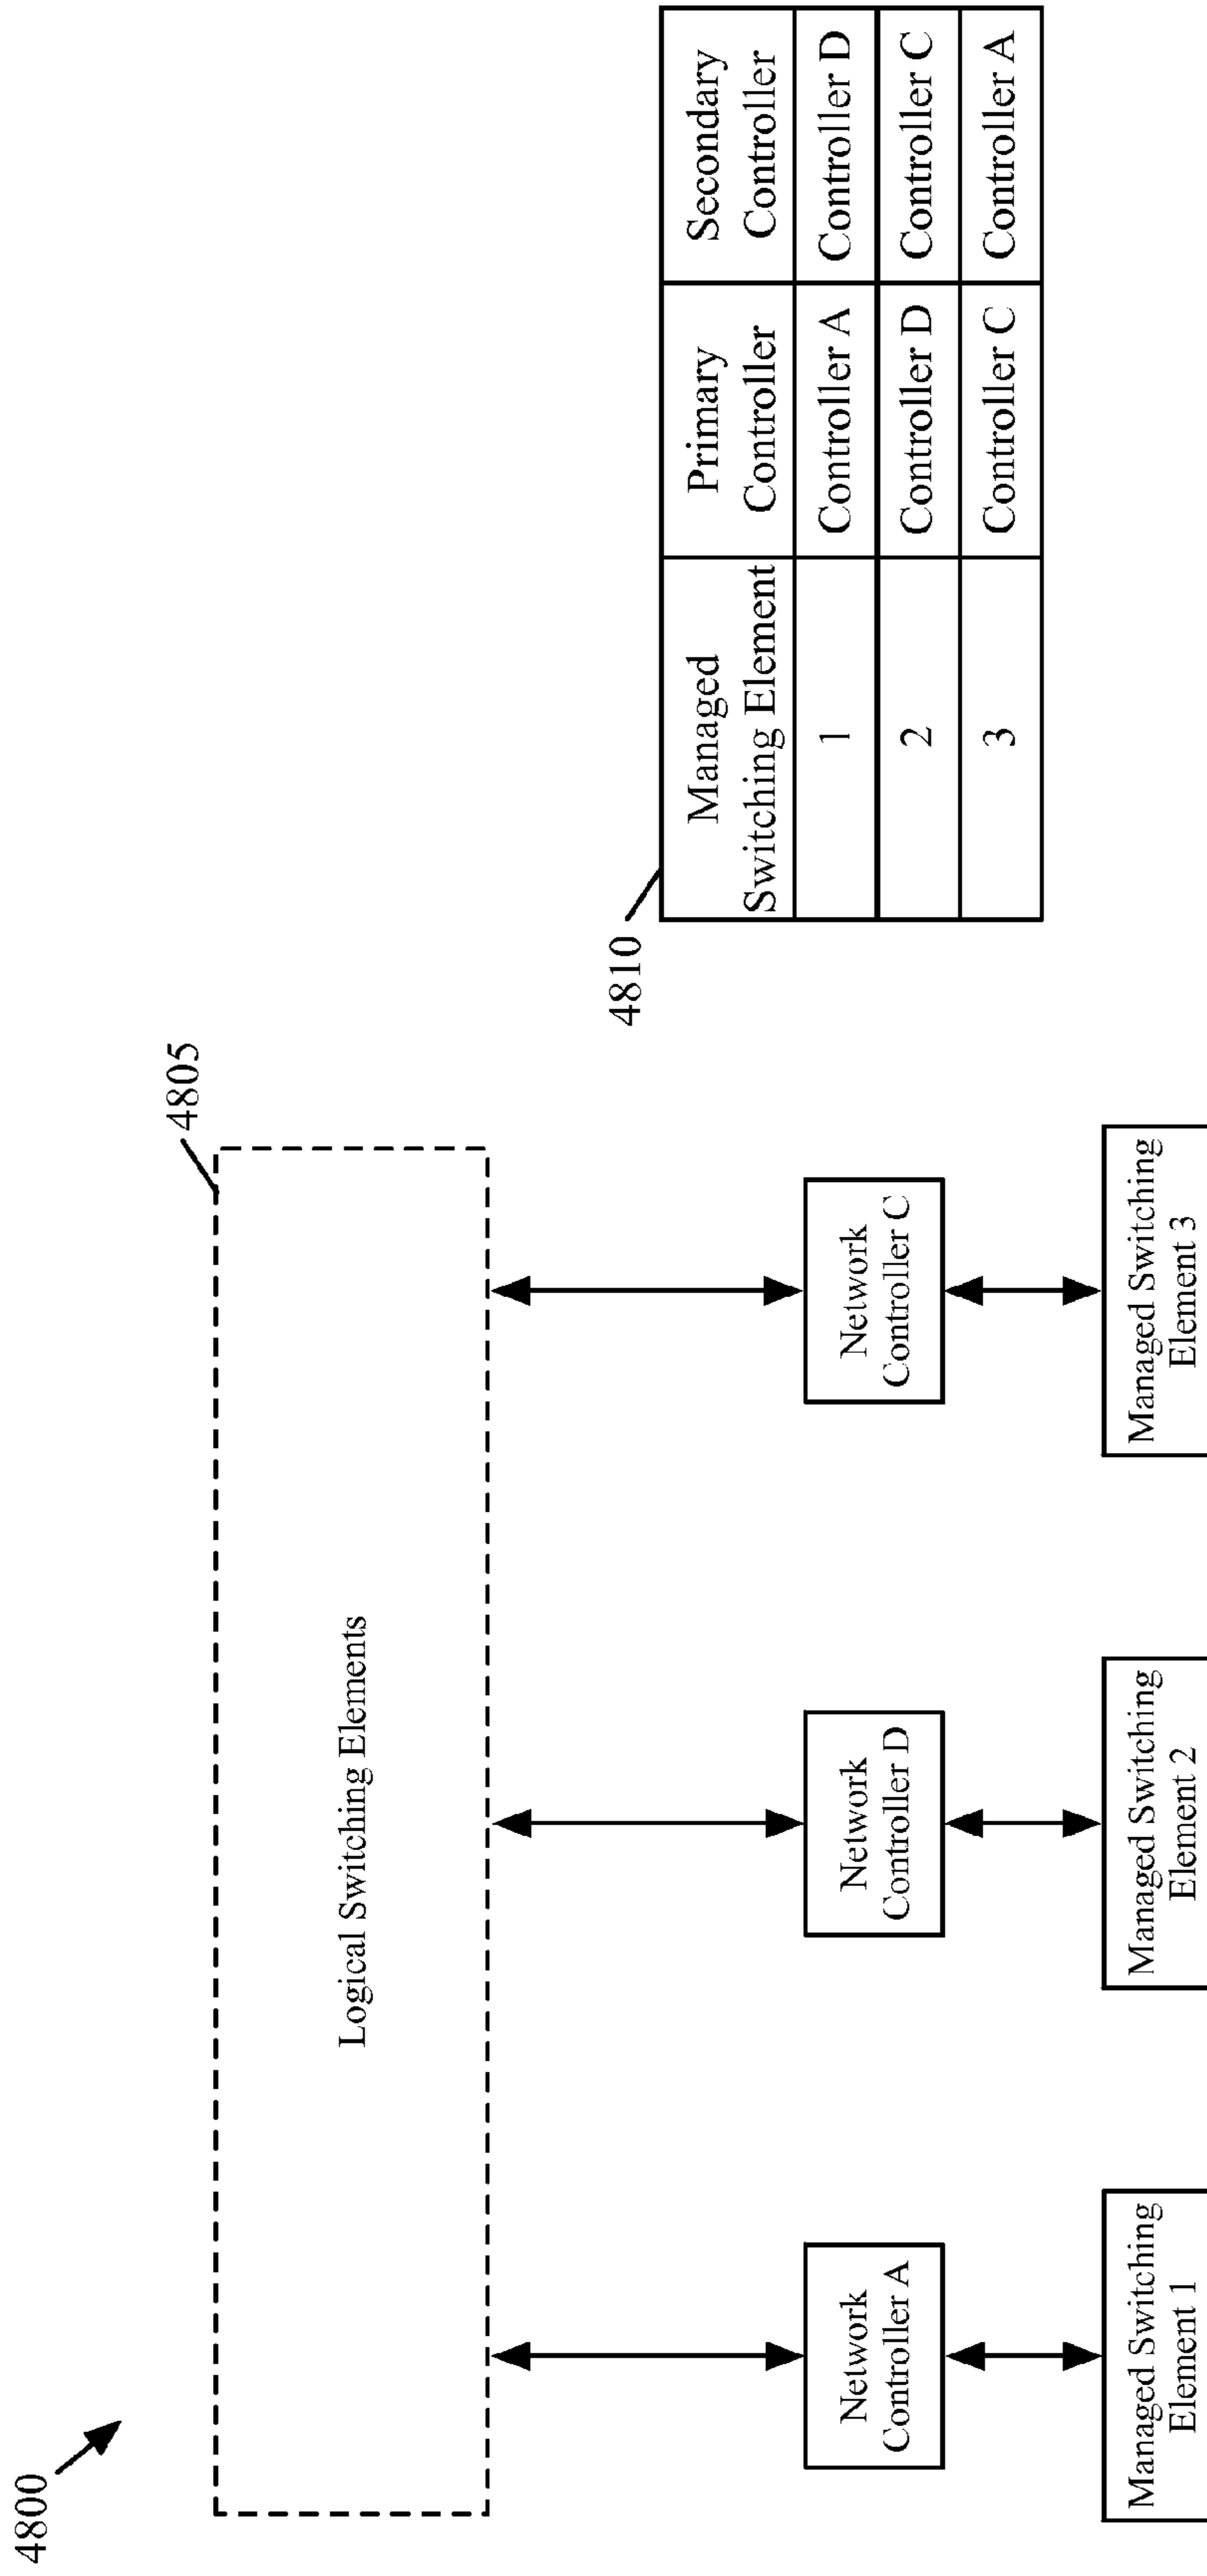 4800
4805
Logical Switching Elements
Network
Controller A
Network
Controller D
Network
Controller C
Managed Switching
Element 1
Managed Switching
Element 2
Managed Switching
Element 3
4810
Managed
Switching Element
Primary
Controller
Secondary
Controller
1
Controller A
Controller D
2
Controller D
Controller C
3
Controller C
Controller A